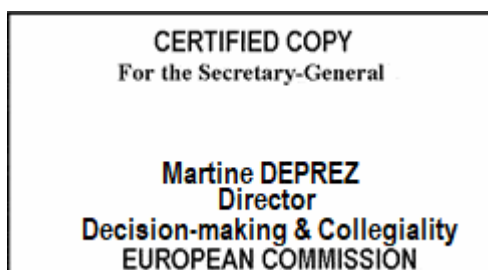 CERTIFIED COPY
For the Secretary-General
Martine DEPREZ
Director
Decision-making & Collegiality
EUROPEAN COMMISSION